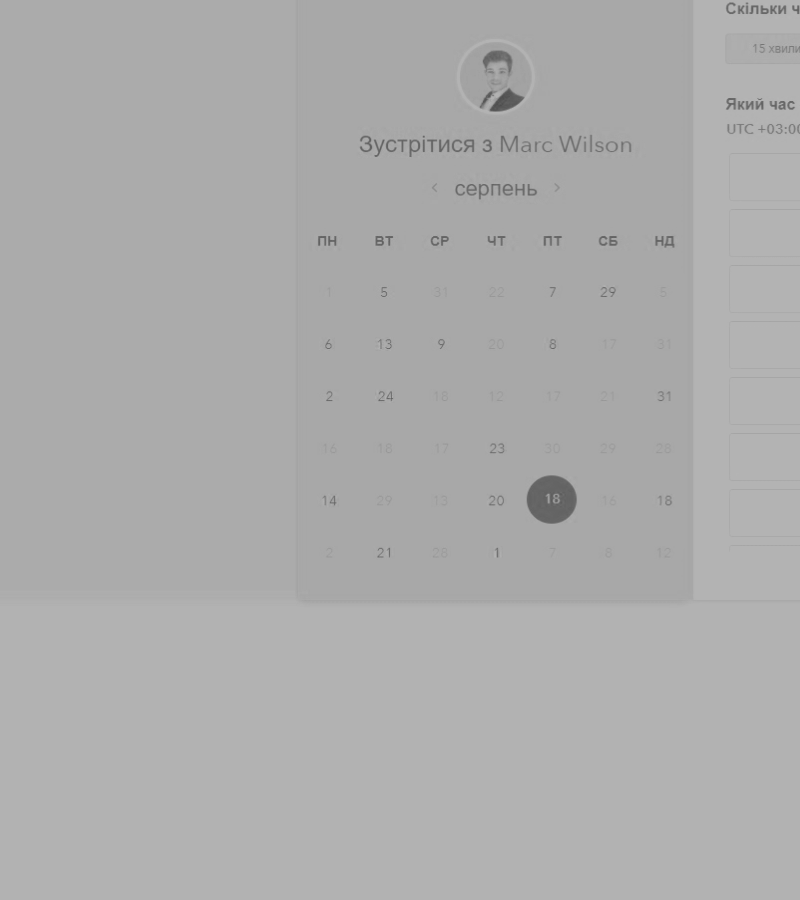 Скільки ч
15 хвили
Який час
UTC +03:00
Зустрітися з Marc Wilson
‹ серпень ›
ПН ВТ СР ЧТ ПТ СБ НД
1 5 31 22 7 29 5
6 13 9 20 8 17 31
2 24 18 12 17 21 31
16 18 17 23 30 29 28
14 29 13 20 18 16 18
2 21 28 1 7 8 12